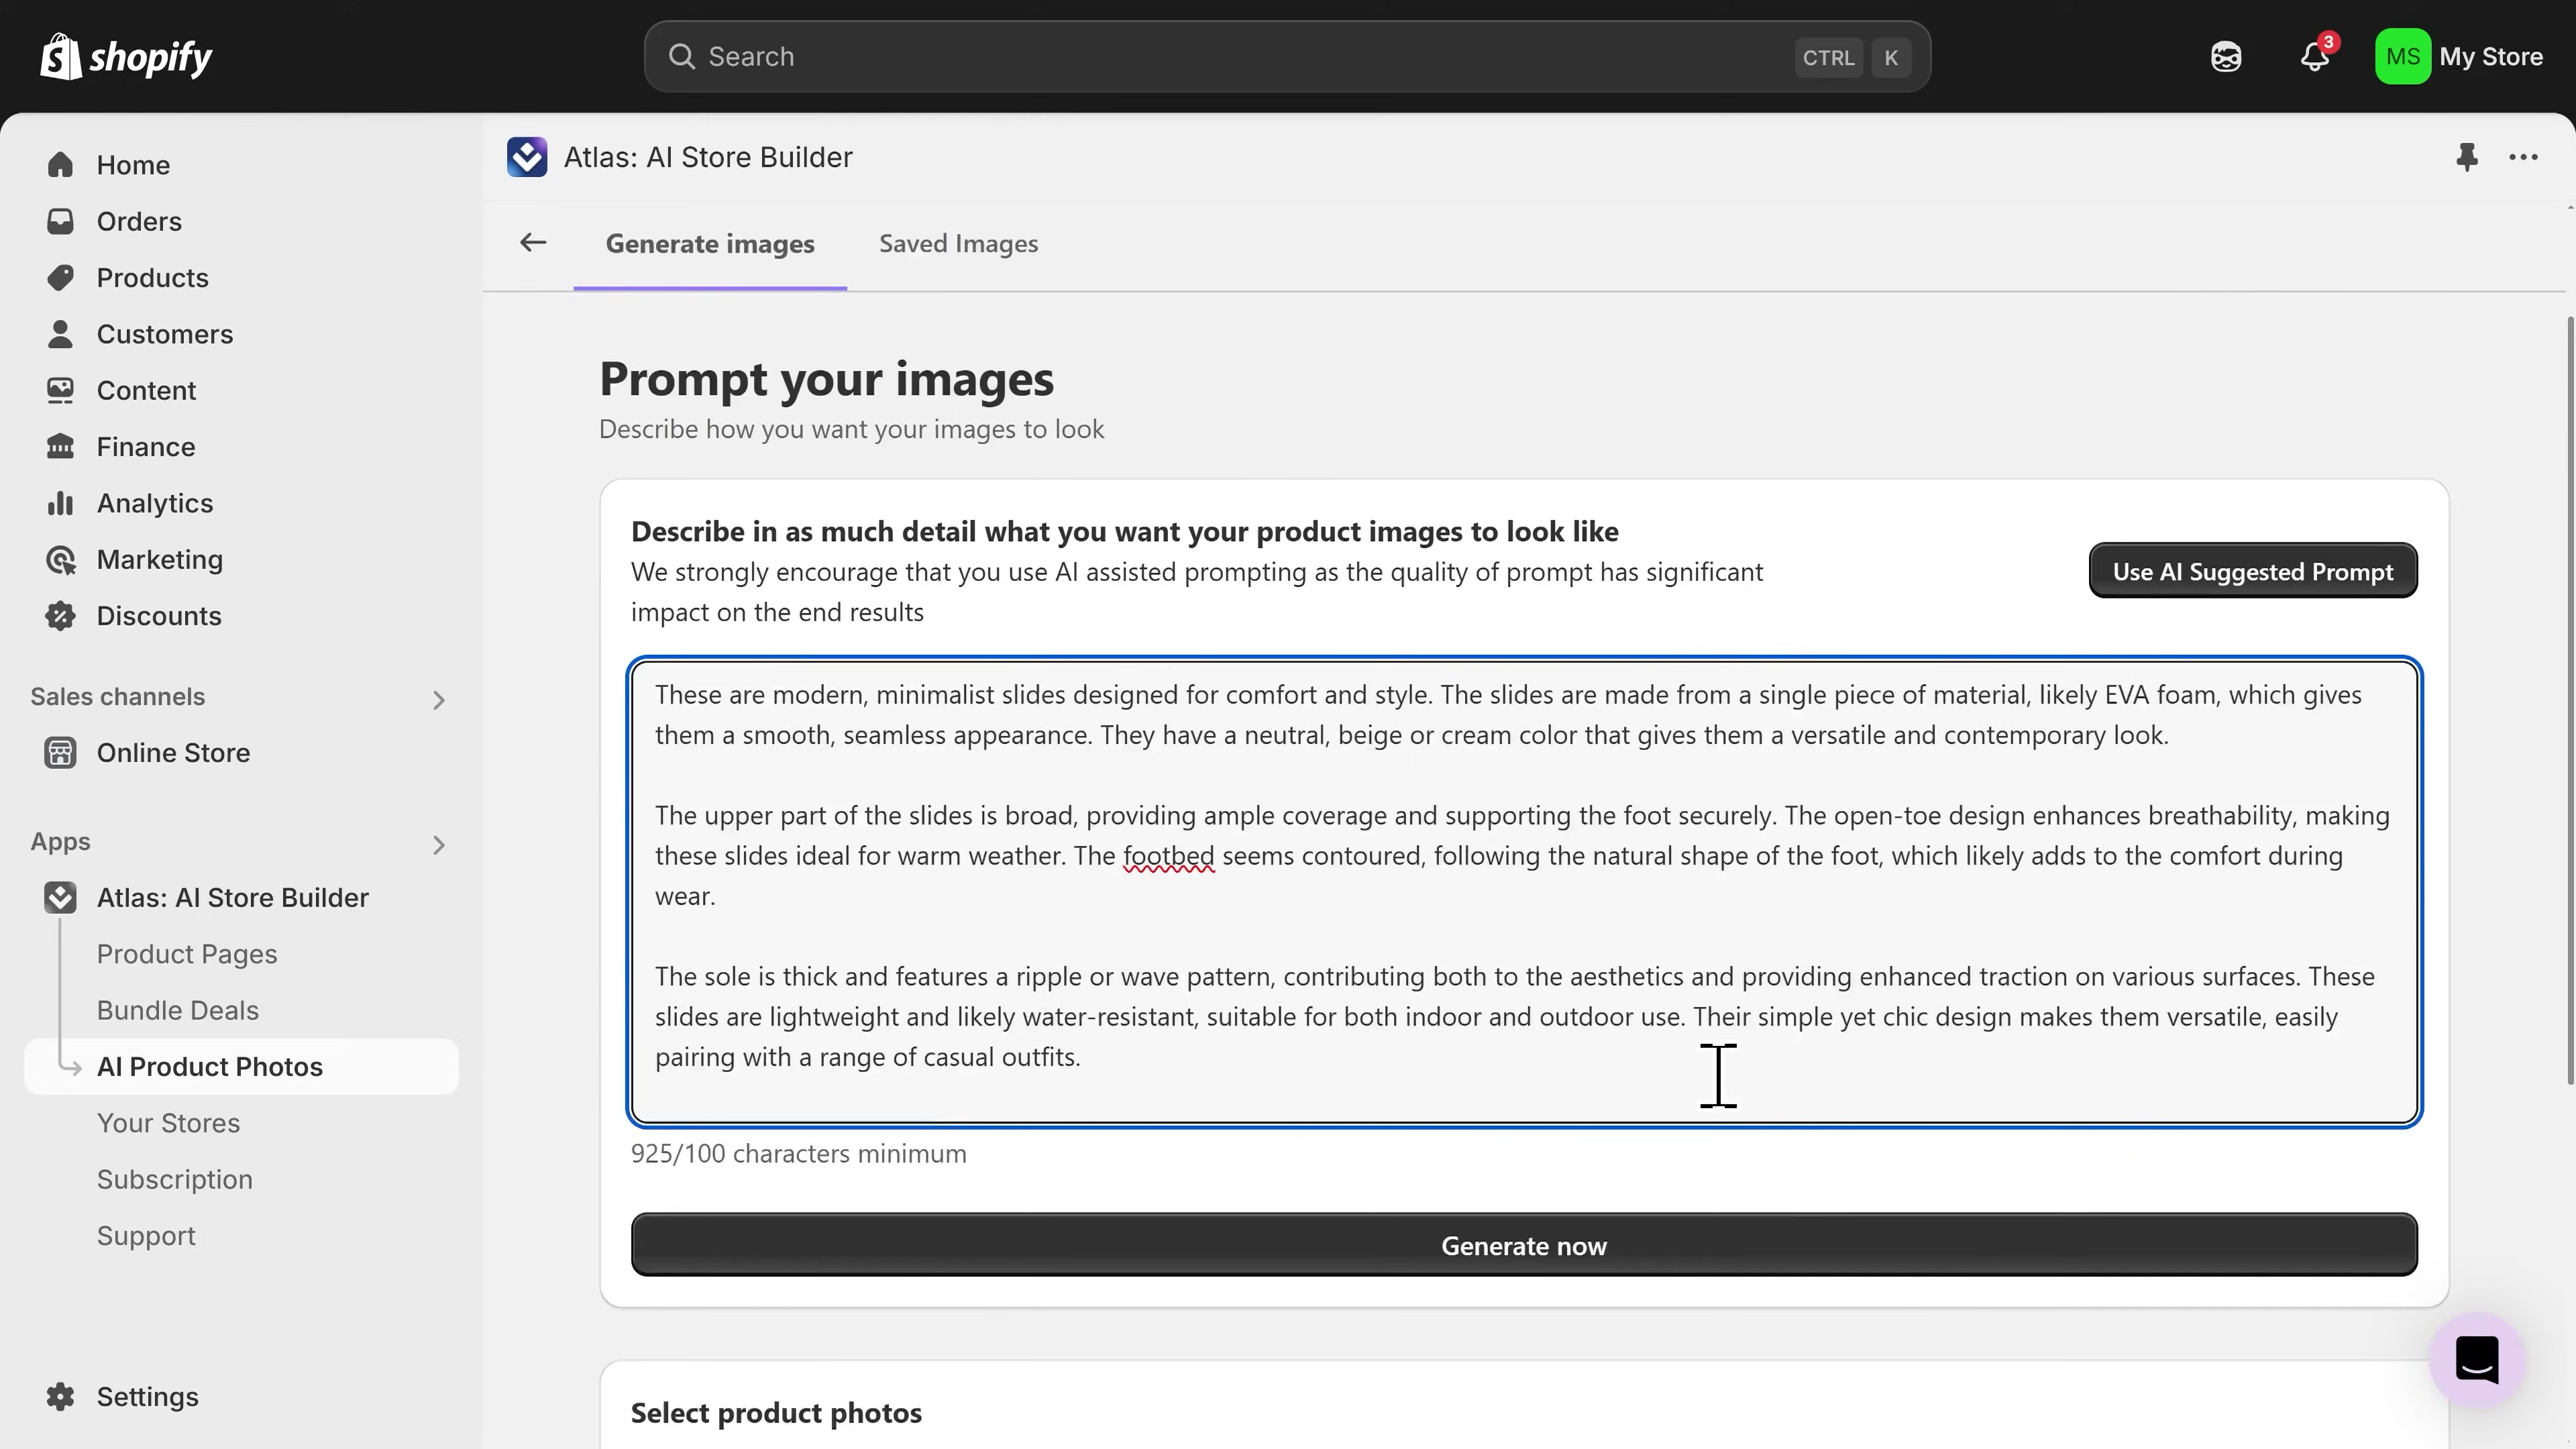 shopify
Search
CTRL K
3
MS My Store
Home
Orders
Products
Customers
Content
Finance
Analytics
Marketing
Discounts
Sales channels
Online Store
Apps
Atlas: AI Store Builder
Product Pages
Bundle Deals
AI Product Photos
Your Stores
Subscription
Support
Settings
Atlas: AI Store Builder
Generate images
Saved Images
Prompt your images
Describe how you want your images to look
Describe in as much detail what you want your product images to look like
We strongly encourage that you use AI assisted prompting as the quality of prompt has significant
impact on the end results
Use AI Suggested Prompt
These are modern, minimalist slides designed for comfort and style. The slides are made from a single piece of material, likely EVA foam, which gives
them a smooth, seamless appearance. They have a neutral, beige or cream color that gives them a versatile and contemporary look.
The upper part of the slides is broad, providing ample coverage and supporting the foot securely. The open-toe design enhances breathability, making
these slides ideal for warm weather. The footbed seems contoured, following the natural shape of the foot, which likely adds to the comfort during
wear.
The sole is thick and features a ripple or wave pattern, contributing both to the aesthetics and providing enhanced traction on various surfaces. These
slides are lightweight and likely water-resistant, suitable for both indoor and outdoor use. Their simple yet chic design makes them versatile, easily
pairing with a range of casual outfits.
925/100 characters minimum
Generate now
Select product photos